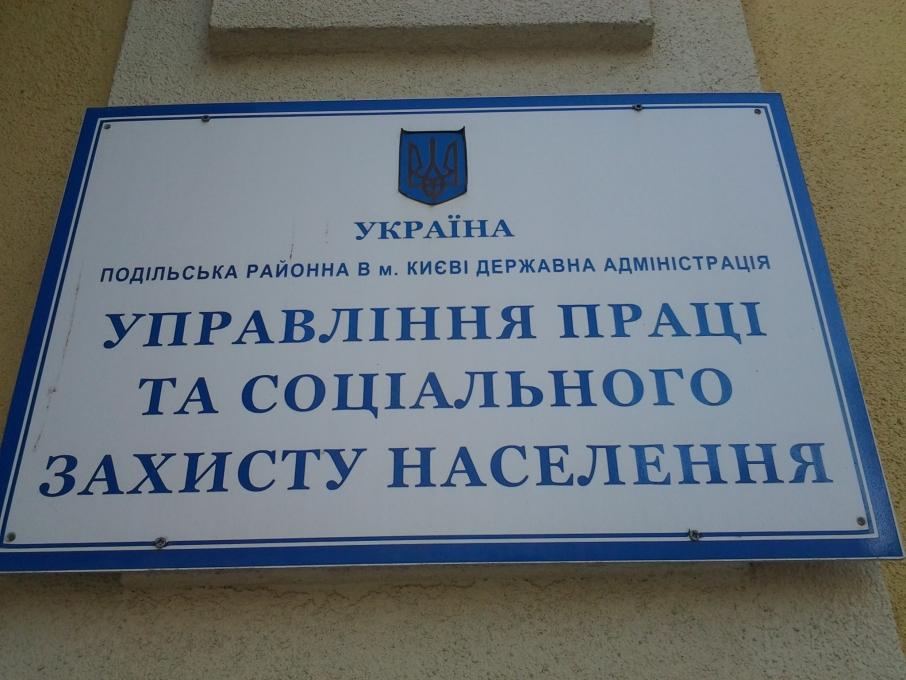 УКРАЇНА
ПОДІЛЬСЬКА РАЙОННА В м. КИЄВІ ДЕРЖАВНА АДМІНІСТРАЦІЯ
УПРАВЛІННЯ ПРАЦІ
ТА СОЦІАЛЬНОГО
ЗАХИСТУ НАСЕЛЕННЯ